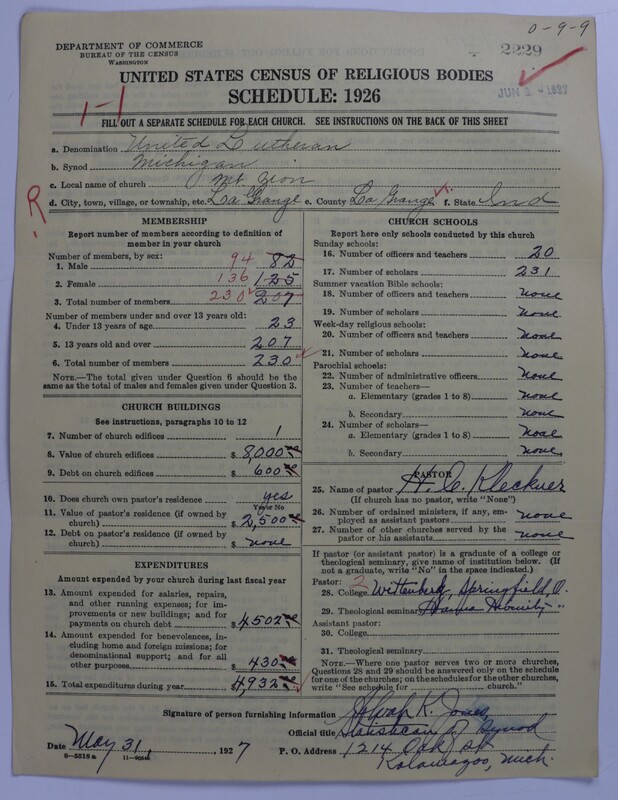 0-9-9
DEPARTMENT OF COMMERCE
BUREAU OF THE CENSUS
WASHINGTON
2229
JUN 1 - 1927
UNITED STATES CENSUS OF RELIGIOUS BODIES
SCHEDULE: 1926
1-1
FILL OUT A SEPARATE SCHEDULE FOR EACH CHURCH. SEE INSTRUCTIONS ON THE BACK OF THIS SHEET
a. Denomination United Lutheran
b. Synod Michigan
c. Local name of church Mt. Zion
R
d. City, town, village, or township, etc. La Grange e. County La Grange f. State Ind
MEMBERSHIP
Report number of members according to definition of member in your church
Number of members, by sex:
1. Male 94 82
2. Female 136 125
3. Total number of members 230 207
Number of members under and over 13 years old:
4. Under 13 years of age 23
5. 13 years old and over 207
6. Total number of members 230
NOTE.—The total given under Question 6 should be the
same as the total of males and females given under Question 3.
CHURCH BUILDINGS
See instructions, paragraphs 10 to 12
7. Number of church edifices 1
8. Value of church edifices $ 8,000
9. Debt on church edifices $ 600
10. Does church own pastor's residence yes
Yes or No
11. Value of pastor's residence (if owned by
church) $ 2,500
12. Debt on pastor's residence (if owned by
church) $ none
EXPENDITURES
Amount expended by your church during last fiscal year
13. Amount expended for salaries, repairs,
and other running expenses; for im-
provements or new buildings; and for
payments on church debt $ 4502
14. Amount expended for benevolences, in-
cluding home and foreign missions; for
denominational support; and for all
other purposes $ 430
15. Total expenditures during year $ 4,932
CHURCH SCHOOLS
Report here only schools conducted by this church
Sunday schools:
16. Number of officers and teachers 20
17. Number of scholars 231
Summer vacation Bible schools:
18. Number of officers and teachers none
19. Number of scholars none
Week-day religious schools:
20. Number of officers and teachers none
21. Number of scholars none
Parochial schools:
22. Number of administrative officers none
23. Number of teachers—
a. Elementary (grades 1 to 8) none
b. Secondary none
24. Number of scholars—
a. Elementary (grades 1 to 8) none
b. Secondary none
PASTOR
25. Name of pastor H. C. Kleckner
(If church has no pastor, write "None")
26. Number of ordained ministers, if any, em-
ployed as assistant pastors none
27. Number of other churches served by the
pastor or his assistants none
If pastor (or assistant pastor) is a graduate of a college or
theological seminary, give name of institution below. (If
not a graduate, write "No" in the space indicated.)
Pastor: 2
28. College Wittenberg, Springfield, O.
29. Theological seminary Hamma Divinity "
Assistant pastor:
30. College
31. Theological seminary
NOTE.—Where one pastor serves two or more churches,
Questions 28 and 29 should be answered only on the schedule
for one of the churches; on the schedules for the other churches,
write "See schedule for church."
Signature of person furnishing information K. Jones,
Official title Statistician of Synod
Date May 31, 1927 P. O. Address 1214 Oak St
Kalamazoo, Mich.
8-5518a 11-9051